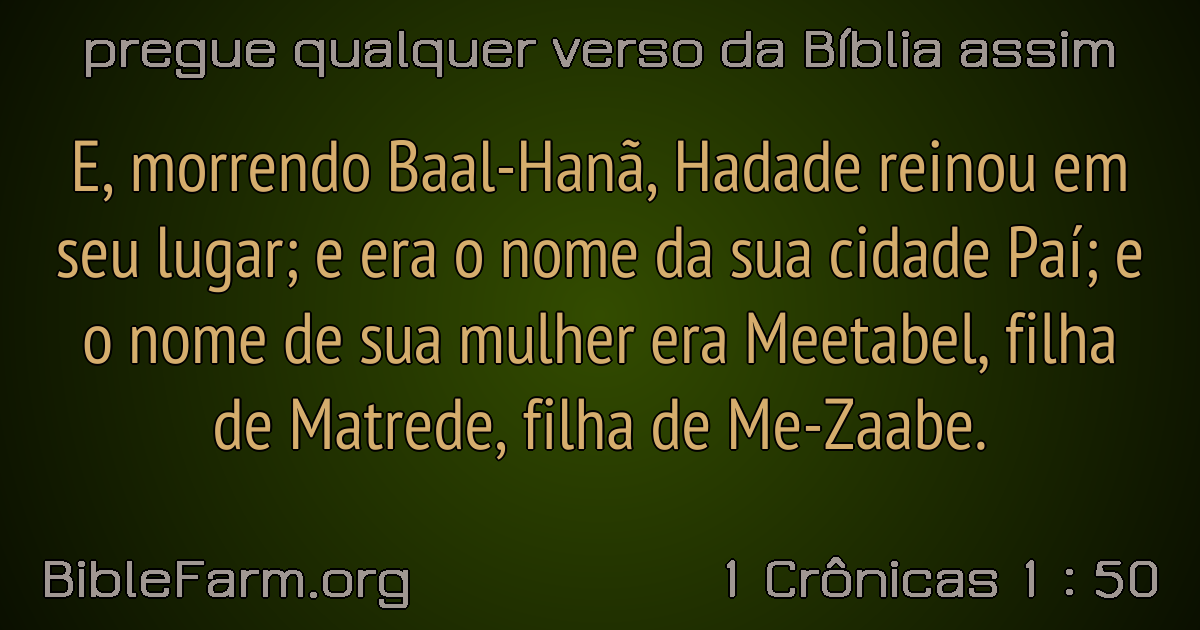 pregue qualquer verso da Bíblia assim
E, morrendo Baal-Hanã, Hadade reinou em
seu lugar; e era o nome da sua cidade Paí; e
o nome de sua mulher era Meetabel, filha
de Matrede, filha de Me-Zaabe.
BibleFarm.org
1 Crônicas 1 : 50